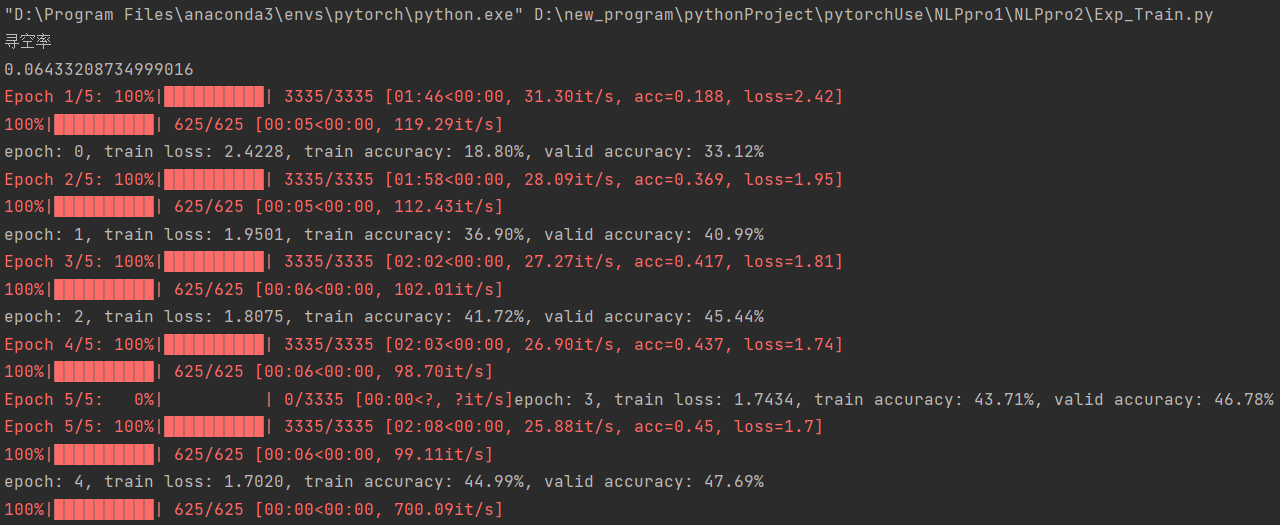 "D:\Program Files\anaconda3\envs\pytorch\python.exe" D:\new_program\pythonProject\pytorchUse\NLPpro1\NLPpro2\Exp_Train.py
寻空率
0.06433208734999016
Epoch 1/5: 100%|██████████| 3335/3335 [01:46<00:00, 31.30it/s, acc=0.188, loss=2.42]
100%|██████████| 625/625 [00:05<00:00, 119.29it/s]
epoch: 0, train loss: 2.4228, train accuracy: 18.80%, valid accuracy: 33.12%
Epoch 2/5: 100%|██████████| 3335/3335 [01:58<00:00, 28.09it/s, acc=0.369, loss=1.95]
100%|██████████| 625/625 [00:05<00:00, 112.43it/s]
epoch: 1, train loss: 1.9501, train accuracy: 36.90%, valid accuracy: 40.99%
Epoch 3/5: 100%|██████████| 3335/3335 [02:02<00:00, 27.27it/s, acc=0.417, loss=1.81]
100%|██████████| 625/625 [00:06<00:00, 102.01it/s]
epoch: 2, train loss: 1.8075, train accuracy: 41.72%, valid accuracy: 45.44%
Epoch 4/5: 100%|██████████| 3335/3335 [02:03<00:00, 26.90it/s, acc=0.437, loss=1.74]
100%|██████████| 625/625 [00:06<00:00, 98.70it/s]
Epoch 5/5:   0%|          | 0/3335 [00:00<?, ?it/s]epoch: 3, train loss: 1.7434, train accuracy: 43.71%, valid accuracy: 46.78%
Epoch 5/5: 100%|██████████| 3335/3335 [02:08<00:00, 25.88it/s, acc=0.45, loss=1.7]
100%|██████████| 625/625 [00:06<00:00, 99.11it/s]
epoch: 4, train loss: 1.7020, train accuracy: 44.99%, valid accuracy: 47.69%
100%|██████████| 625/625 [00:00<00:00, 700.09it/s]